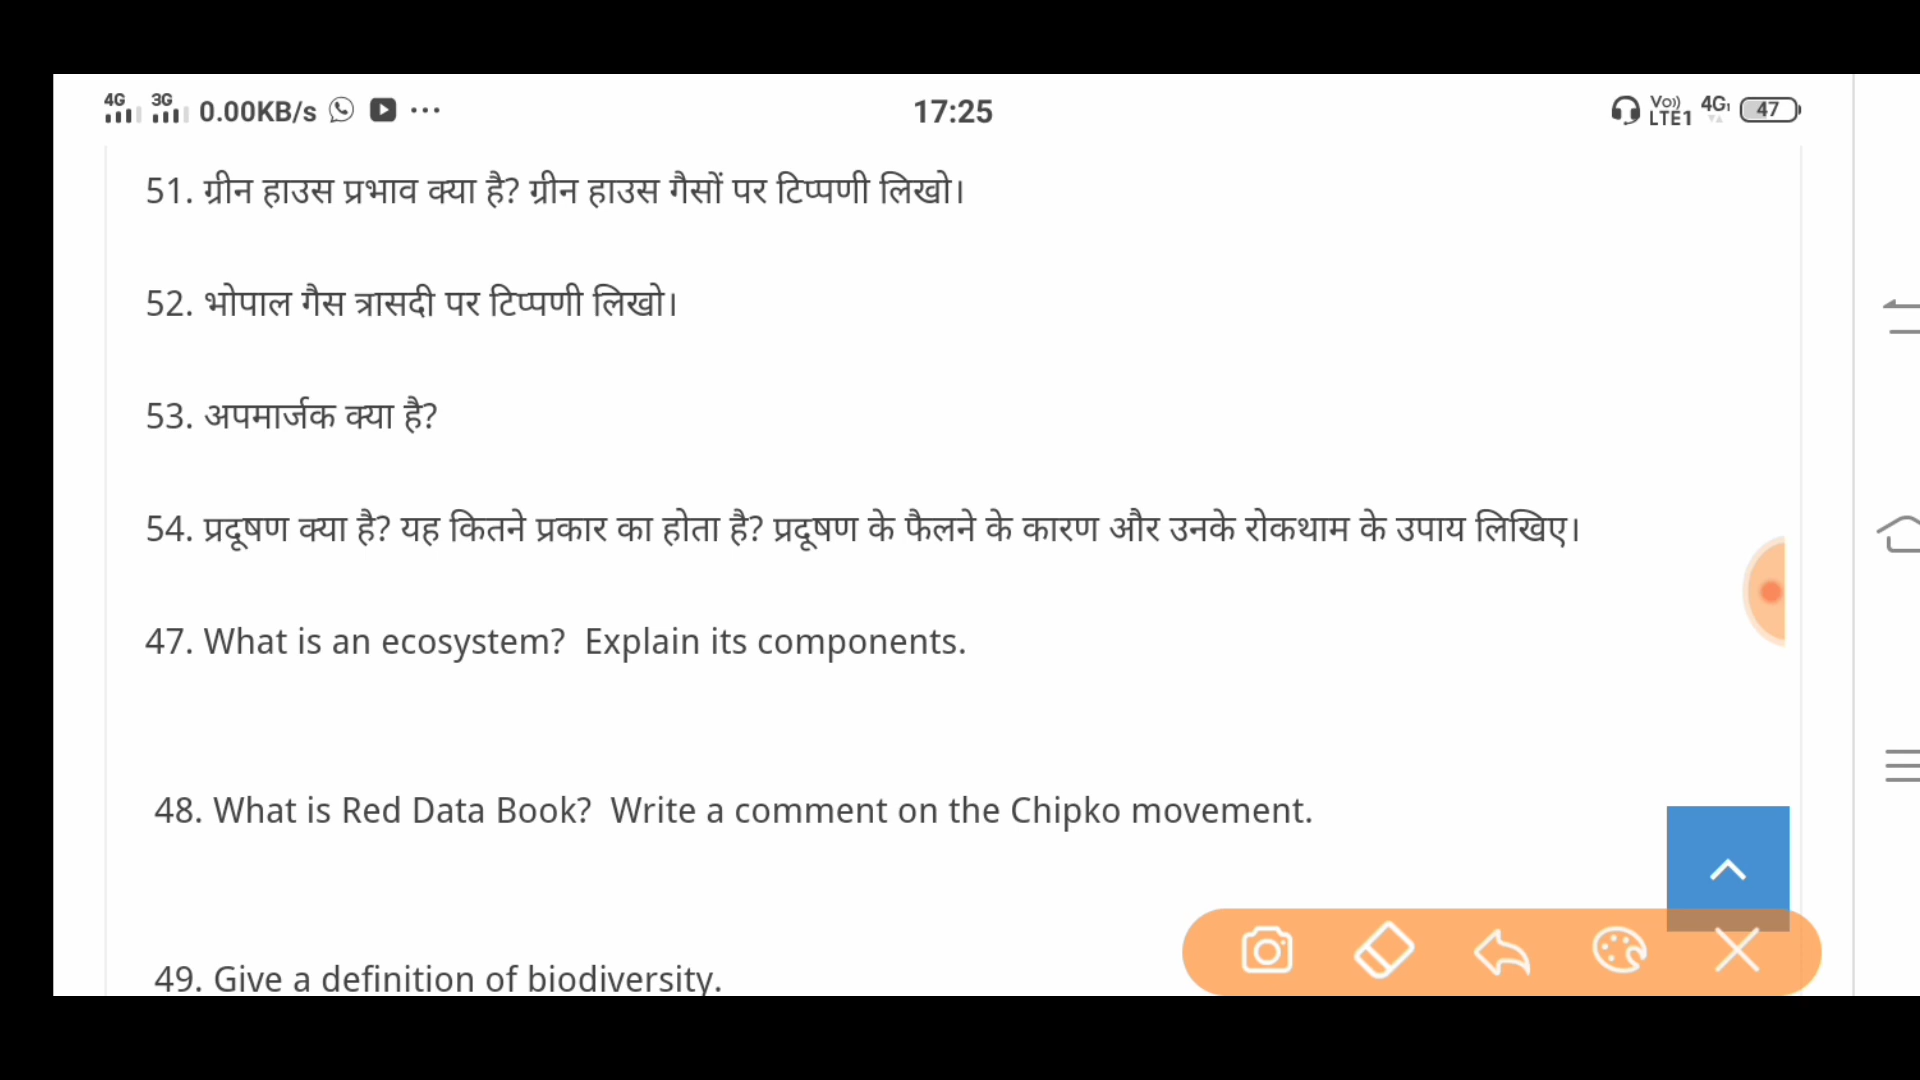 4G 3G 0.00KB/s 17:25 Vo)) LTE1 4G1 47
51. ग्रीन हाउस प्रभाव क्या है? ग्रीन हाउस गैसों पर टिप्पणी लिखो।
52. भोपाल गैस त्रासदी पर टिप्पणी लिखो।
53. अपमार्जक क्या है?
54. प्रदूषण क्या है? यह कितने प्रकार का होता है? प्रदूषण के फैलने के कारण और उनके रोकथाम के उपाय लिखिए।
47. What is an ecosystem? Explain its components.
48. What is Red Data Book? Write a comment on the Chipko movement.
49. Give a definition of biodiversity.